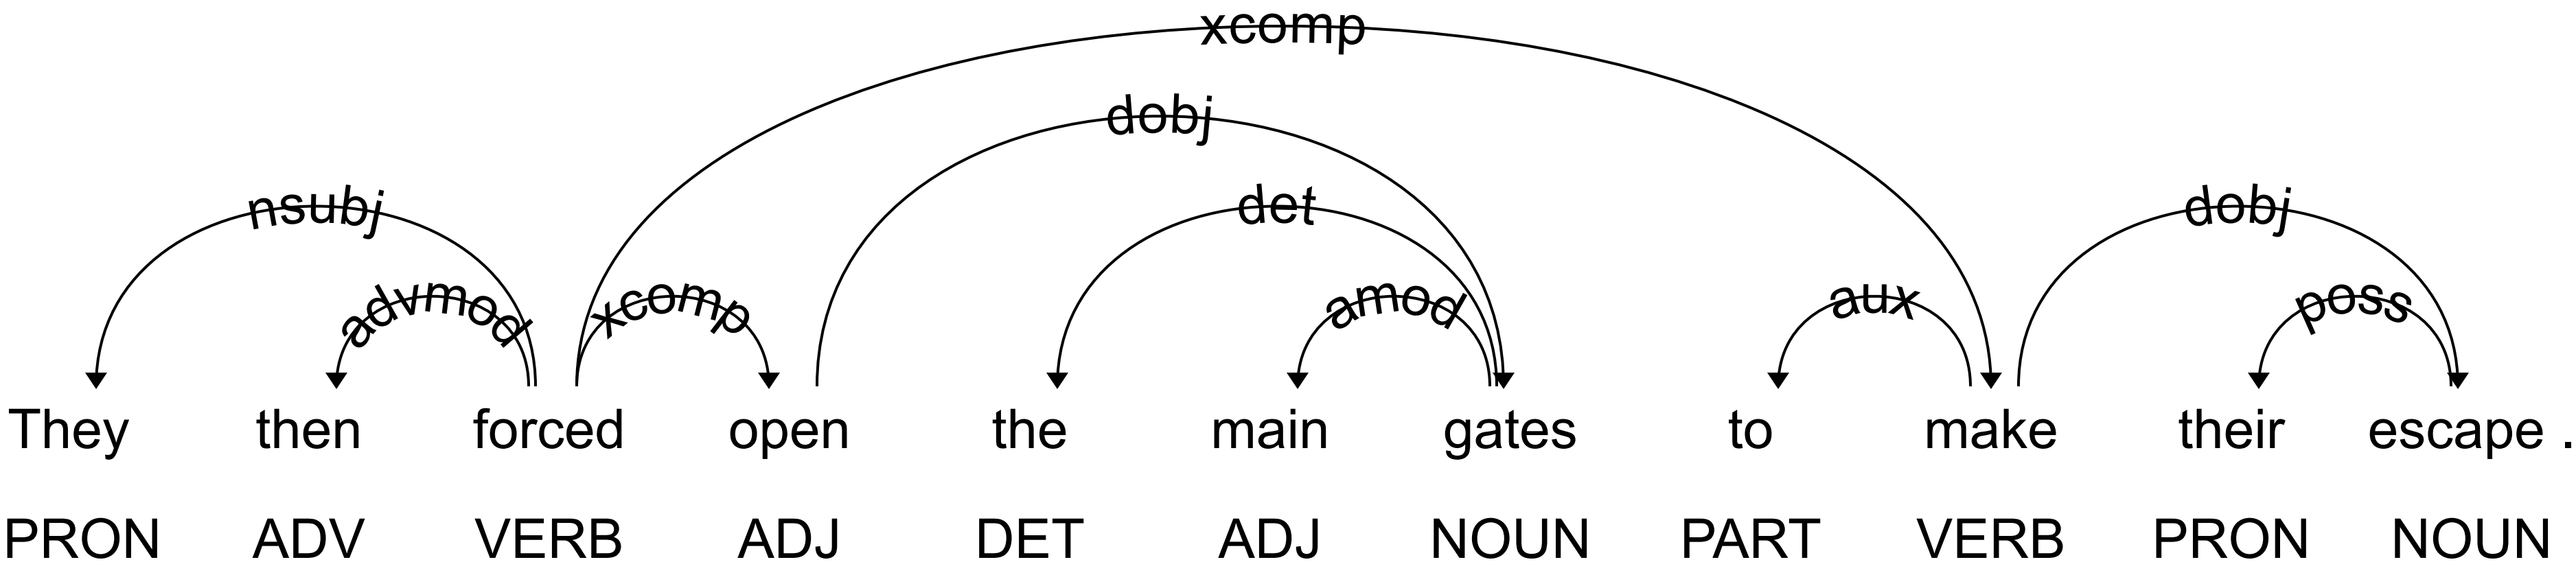 xcomp
dobj
nsubj det dobj
advmod xcomp amod aux poss
They then forced open the main gates to make their escape .
PRON ADV VERB ADJ DET ADJ NOUN PART VERB PRON NOUN